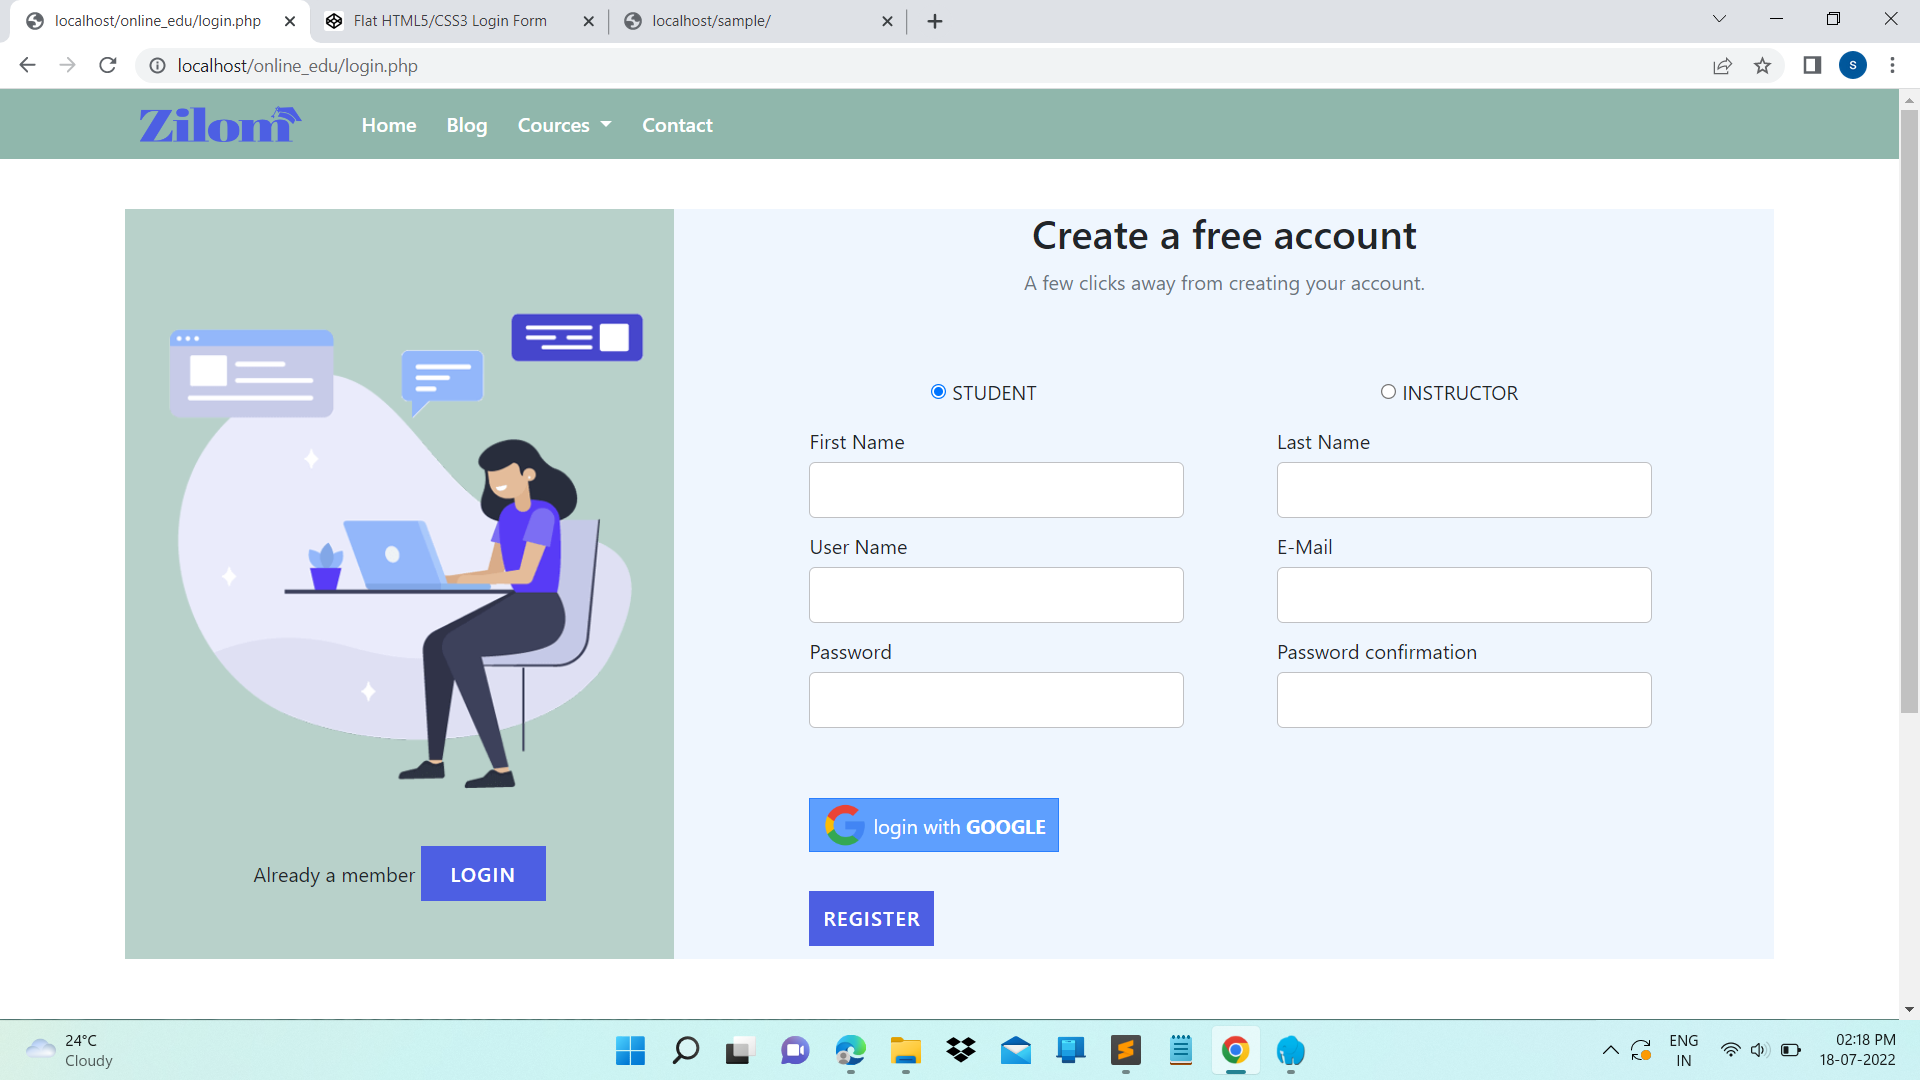 localhost/online_edu/login.php
Flat HTML5/CSS3 Login Form
localhost/sample/
localhost/online_edu/login.php
S
Zilom
Home
Blog
Cources
Contact
Create a free account
A few clicks away from creating your account.
STUDENT
INSTRUCTOR
First Name
Last Name
User Name
E-Mail
Password
Password confirmation
login with GOOGLE
Already a member
LOGIN
REGISTER
24°C
Cloudy
ENG
IN
02:18 PM
18-07-2022